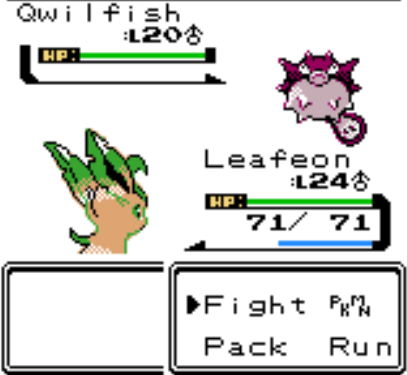 Qwilfish
:L20♂
HP:
Leafeon
:L24♂
HP:
71/ 71
▶Fight PKMN
Pack Run